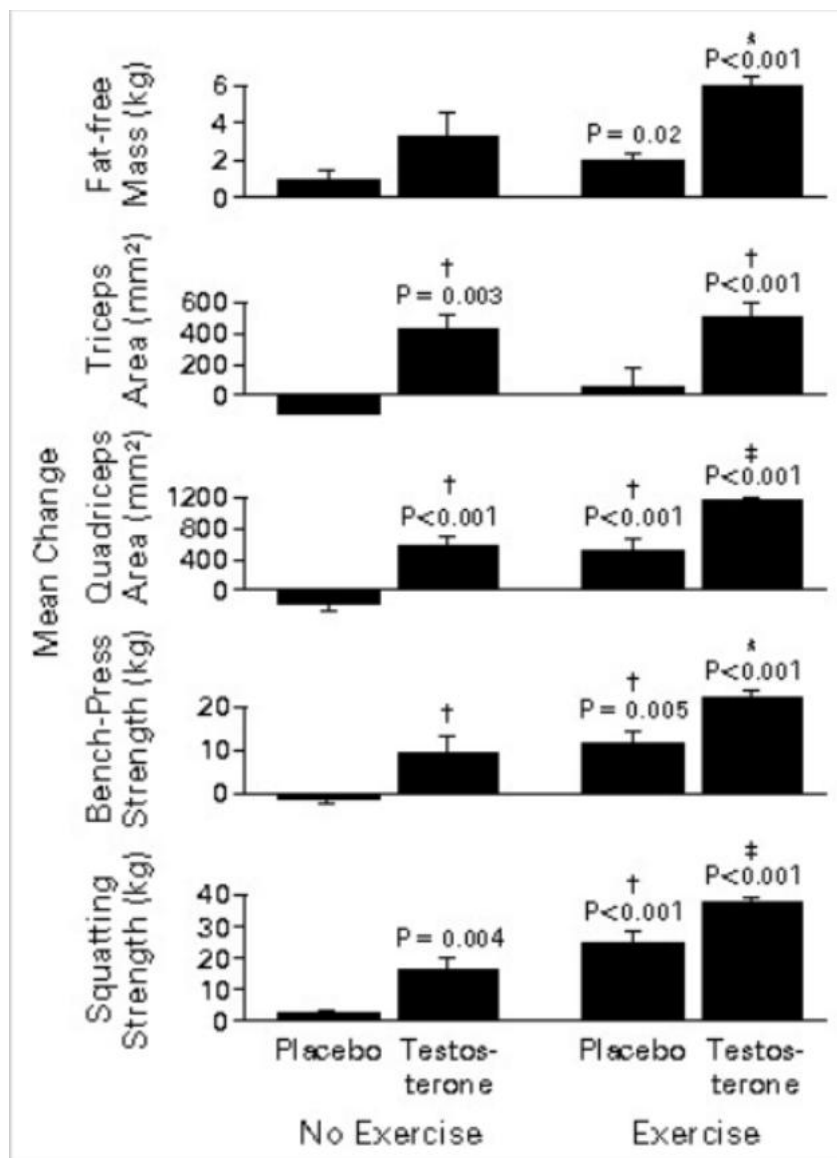 Mean Change
Fat-free
Mass (kg)
6
4
2
0
P = 0.02
*
P<0.001
Triceps
Area (mm²)
600
400
200
0
†
P = 0.003
†
P<0.001
Quadriceps
Area (mm²)
1200
800
400
0
†
P<0.001
†
P<0.001
‡
P<0.001
Bench-Press
Strength (kg)
20
10
0
†
†
P = 0.005
*
P<0.001
Squatting
Strength (kg)
40
30
20
10
0
P = 0.004
†
P<0.001
‡
P<0.001
Placebo
Testos-
terone
Placebo
Testos-
terone
No Exercise
Exercise